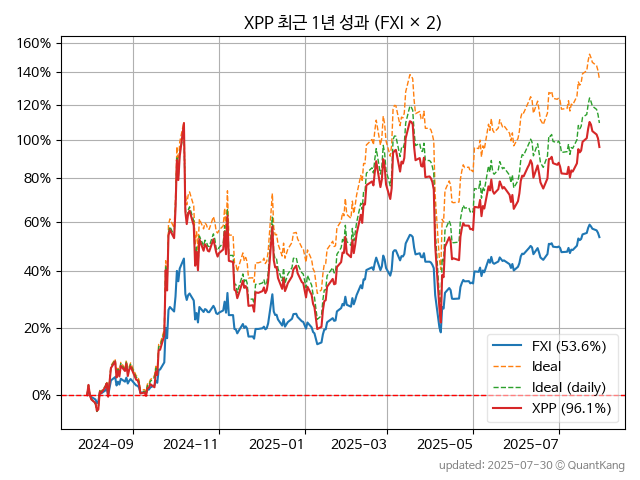 XPP 최근 1년 성과 (FXI × 2)
160%
140%
120%
100%
80%
60%
40%
20%
0%
FXI (53.6%)
Ideal
Ideal (daily)
XPP (96.1%)
2024-09 2024-11 2025-01 2025-03 2025-05 2025-07
updated: 2025-07-30 © QuantKang